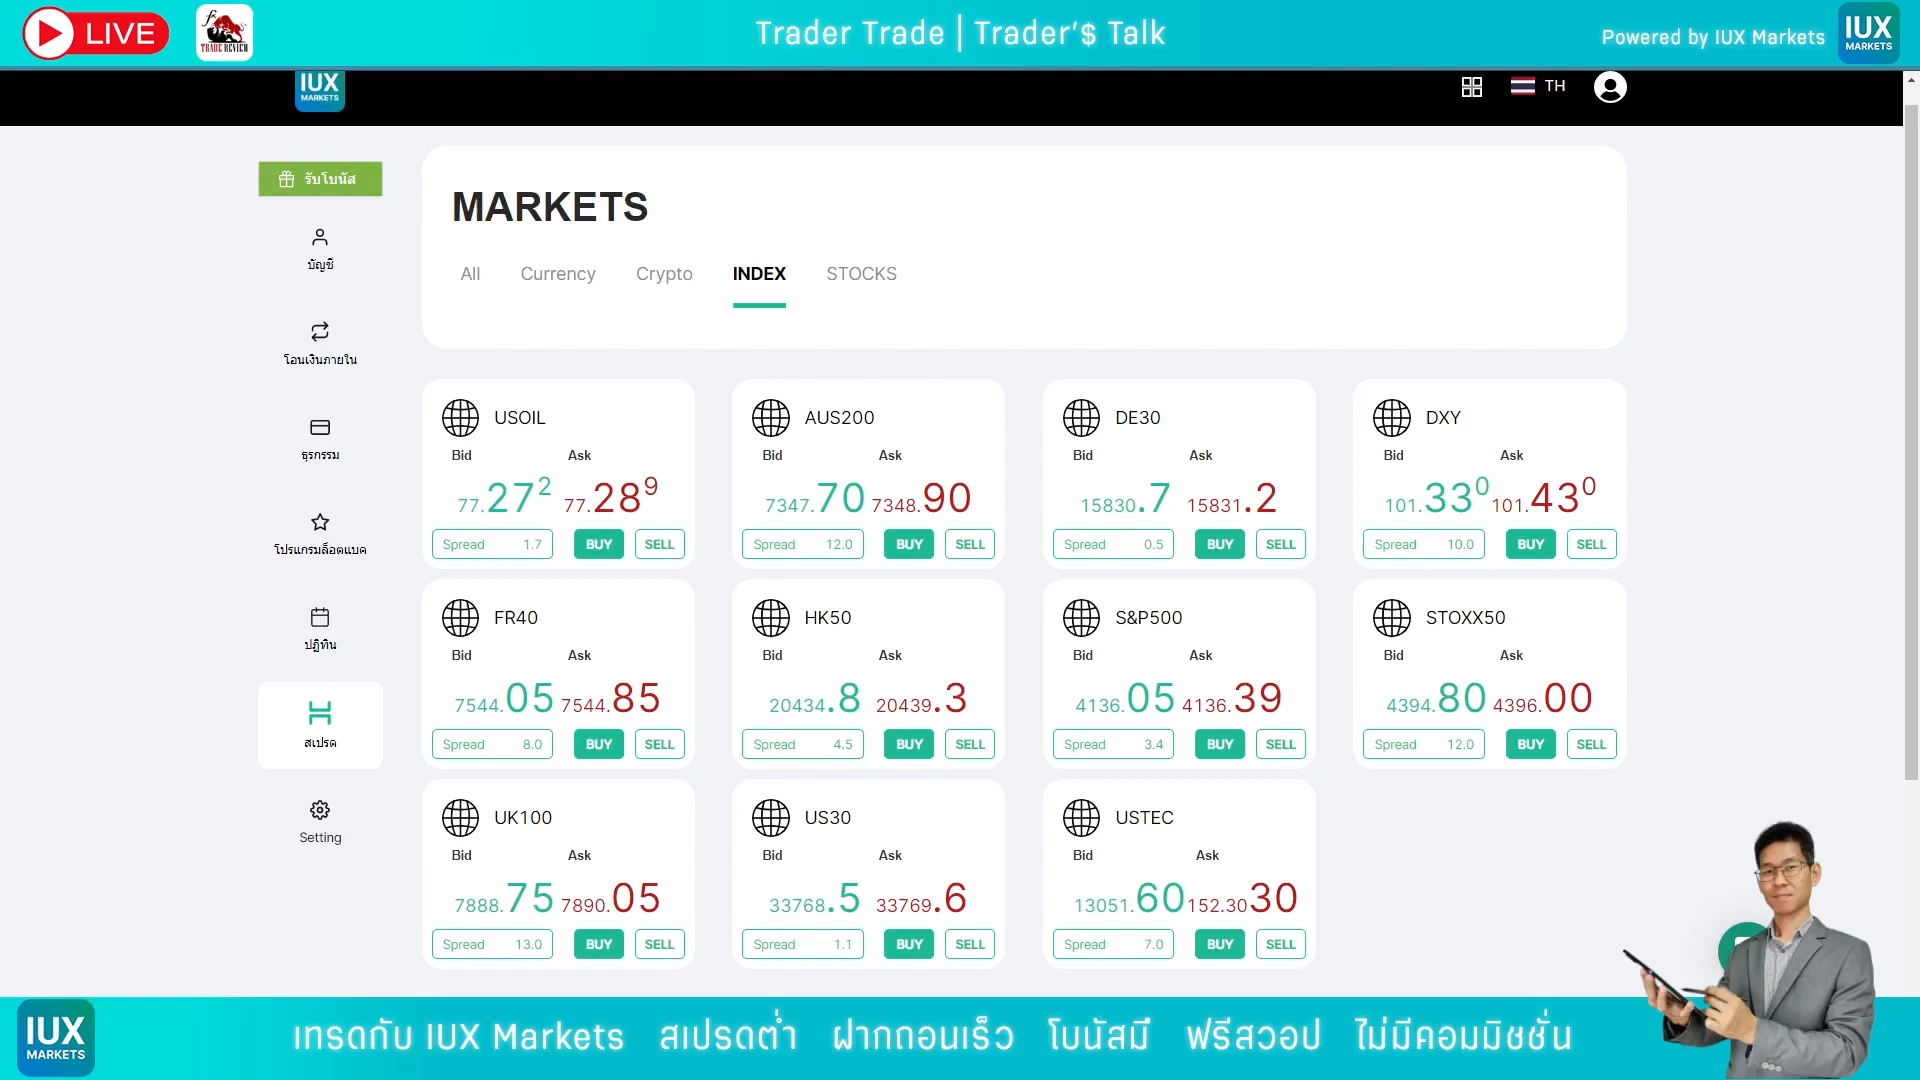 LIVE
fx
TRADE REVIEW
Trader Trade | Trader's Talk
Powered by IUX Markets
IUX
MARKETS
IUX
MARKETS
TH
รับโบนัส
บัญชี
โอนเงินภายใน
ธุรกรรม
โปรแกรมล็อตแบค
ปฏิทิน
สเปรด
Setting
MARKETS
All Currency Crypto INDEX STOCKS
USOIL
Bid Ask
77.272 77.289
Spread 1.7 BUY SELL
AUS200
Bid Ask
7347.70 7348.90
Spread 12.0 BUY SELL
DE30
Bid Ask
15830.7 15831.2
Spread 0.5 BUY SELL
DXY
Bid Ask
101.330 101.430
Spread 10.0 BUY SELL
FR40
Bid Ask
7544.05 7544.85
Spread 8.0 BUY SELL
HK50
Bid Ask
20434.8 20439.3
Spread 4.5 BUY SELL
S&P500
Bid Ask
4136.05 4136.39
Spread 3.4 BUY SELL
STOXX50
Bid Ask
4394.80 4396.00
Spread 12.0 BUY SELL
UK100
Bid Ask
7888.75 7890.05
Spread 13.0 BUY SELL
US30
Bid Ask
33768.5 33769.6
Spread 1.1 BUY SELL
USTEC
Bid Ask
13051.60 152.3030
Spread 7.0 BUY SELL
IUX
MARKETS
เทรดกับ IUX Markets สเปรดต่ำ ฝากถอนเร็ว โบนัสมี ฟรีสวอป ไม่มีคอมมิชชั่น